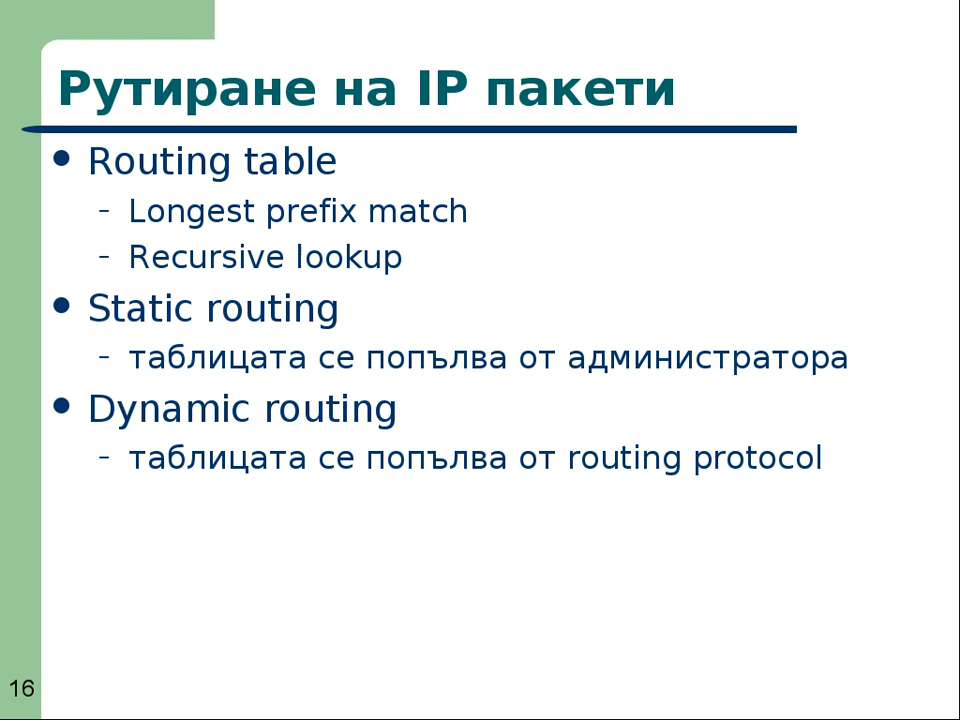 Рутиране на IP пакети
● Routing table
– Longest prefix match
– Recursive lookup
● Static routing
– таблицата се попълва от администратора
● Dynamic routing
– таблицата се попълва от routing protocol
16